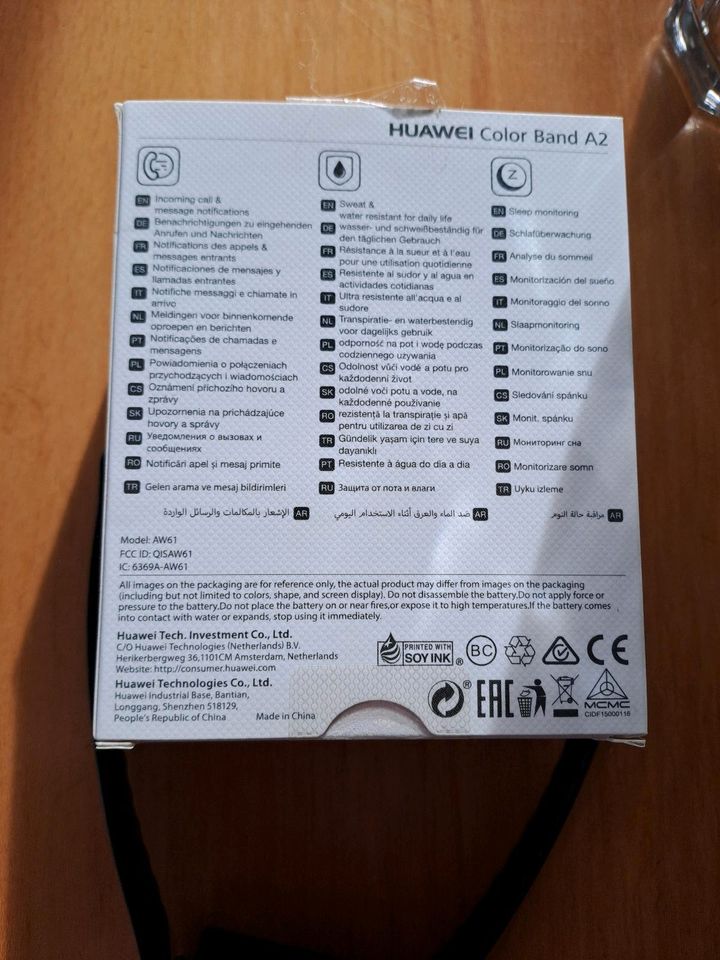 HUAWEI Color Band A2
EN Incoming call &
message notifications
DE Benachrichtigungen zu eingehenden
Anrufen und Nachrichten
FR Notifications des appels &
messages entrants
ES Notificaciones de mensajes y
llamadas entrantes
IT Notifiche messaggi e chiamate in
arrivo
NL Meldingen voor binnenkomende
oproepen en berichten
PT Notificações de chamadas e
mensagens
PL Powiadomienia o połączeniach
przychodzących i wiadomościach
CS Oznámení příchozího hovoru a
zprávy
SK Upozornenia na prichádzajúce
hovory a správy
RU Уведомления о вызовах и
сообщениях
RO Notificări apel și mesaj primite
TR Gelen arama ve mesaj bildirimleri
AR الإشعار بالمكالمات والرسائل الواردة
EN Sweat &
water resistant for daily life
DE wasser- und schweißbeständig für
den täglichen Gebrauch
FR Résistance à la sueur et à l'eau
pour une utilisation quotidienne
ES Resistente al sudor y al agua en
actividades cotidianas
IT Ultra resistente all'acqua e al
sudore
NL Transpiratie- en waterbestendig
voor dagelijks gebruik
PL odporność na pot i wodę podczas
codziennego używania
CS Odolnost vůči vodě a potu pro
každodenní život
SK odolné voči potu a vode, na
každodenné používanie
RO rezistență la transpirație și apă
pentru utilizarea de zi cu zi
TR Gündelik yaşam için tere ve suya
dayanıklı
PT Resistente à água do dia a dia
RU Защита от пота и влаги
AR ضد الماء والعرق أثناء الاستخدام اليومي
Z
EN Sleep monitoring
DE Schlafüberwachung
FR Analyse du sommeil
ES Monitorización del sueño
IT Monitoraggio del sonno
NL Slaapmonitoring
PT Monitorização do sono
PL Monitorowanie snu
CS Sledování spánku
SK Monit. spánku
RU Мониторинг сна
RO Monitorizare somn
TR Uyku izleme
AR مراقبة حالة النوم
Model: AW61
FCC ID: QISAW61
IC: 6369A-AW61
All images on the packaging are for reference only, the actual product may differ from images on the packaging
(including but not limited to colors, shape, and screen display). Do not disassemble the battery.Do not apply force or
pressure to the battery.Do not place the battery on or near fires,or expose it to high temperatures.If the battery comes
into contact with water or expands, stop using it immediately.
Huawei Tech. Investment Co., Ltd.
C/O Huawei Technologies (Netherlands) B.V.
Herikerbergweg 36,1101CM Amsterdam, Netherlands
Website: http://consumer.huawei.com
Huawei Technologies Co., Ltd.
Huawei Industrial Base, Bantian,
Longgang, Shenzhen 518129,
People's Republic of China
Made in China
PRINTED WITH
SOY INK ®
BC
CE
®
EAC
MCMC
CIDF15000116